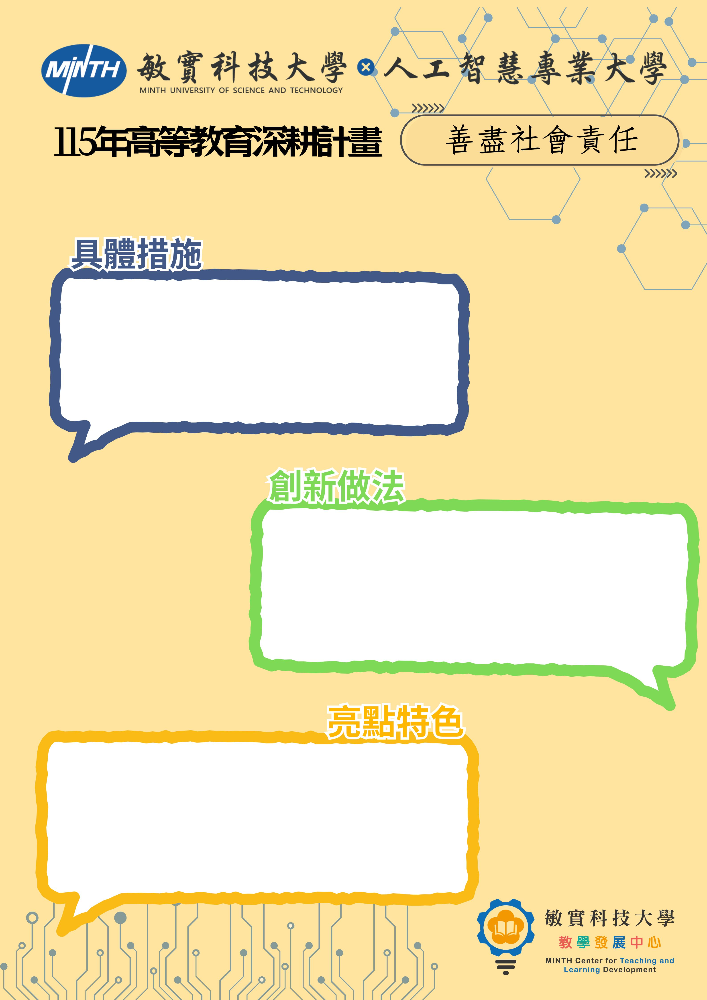 MiNTH 敏實科技大學 × 人工智慧專業大學
MINTH UNIVERSITY OF SCIENCE AND TECHNOLOGY
115年高等教育深耕計畫
善盡社會責任
具體措施
創新做法
亮點特色
敏實科技大學
教學發展中心
MINTH Center for Teaching and
Learning Development